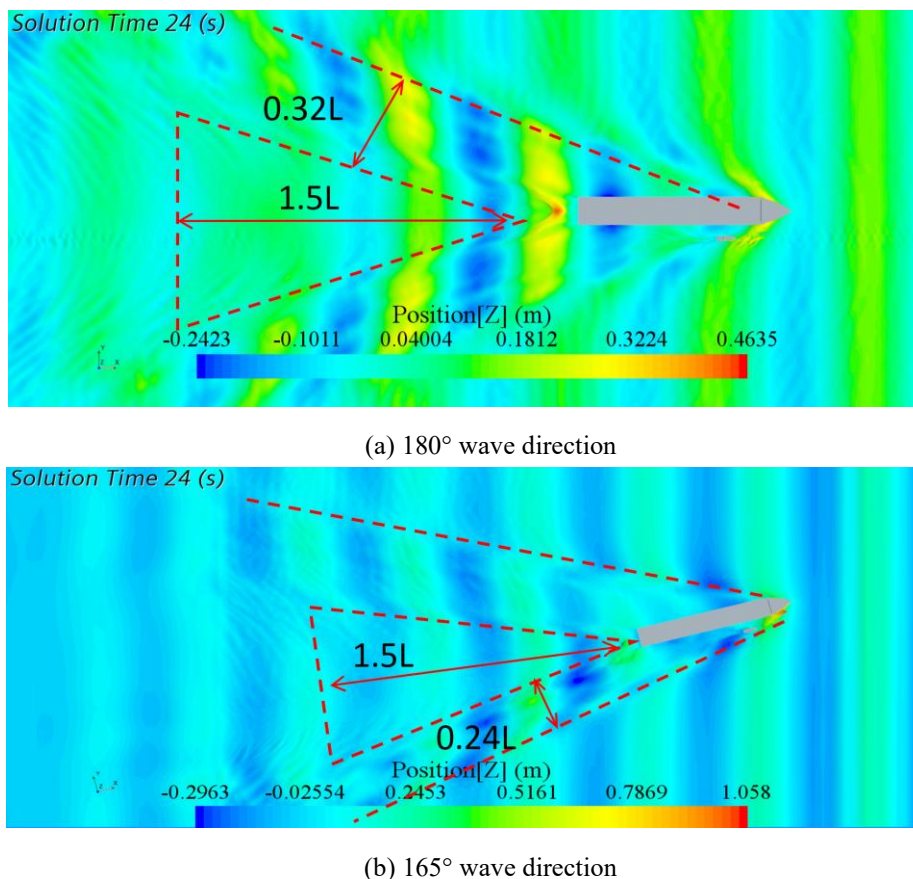 Solution Time 24 (s)
0.32L
1.5L
Position[Z] (m)
-0.2423 -0.1011 0.04004 0.1812 0.3224 0.4635
(a) 180° wave direction
Solution Time 24 (s)
1.5L
0.24L
Position[Z] (m)
-0.2963 -0.02554 0.2453 0.5161 0.7869 1.058
(b) 165° wave direction